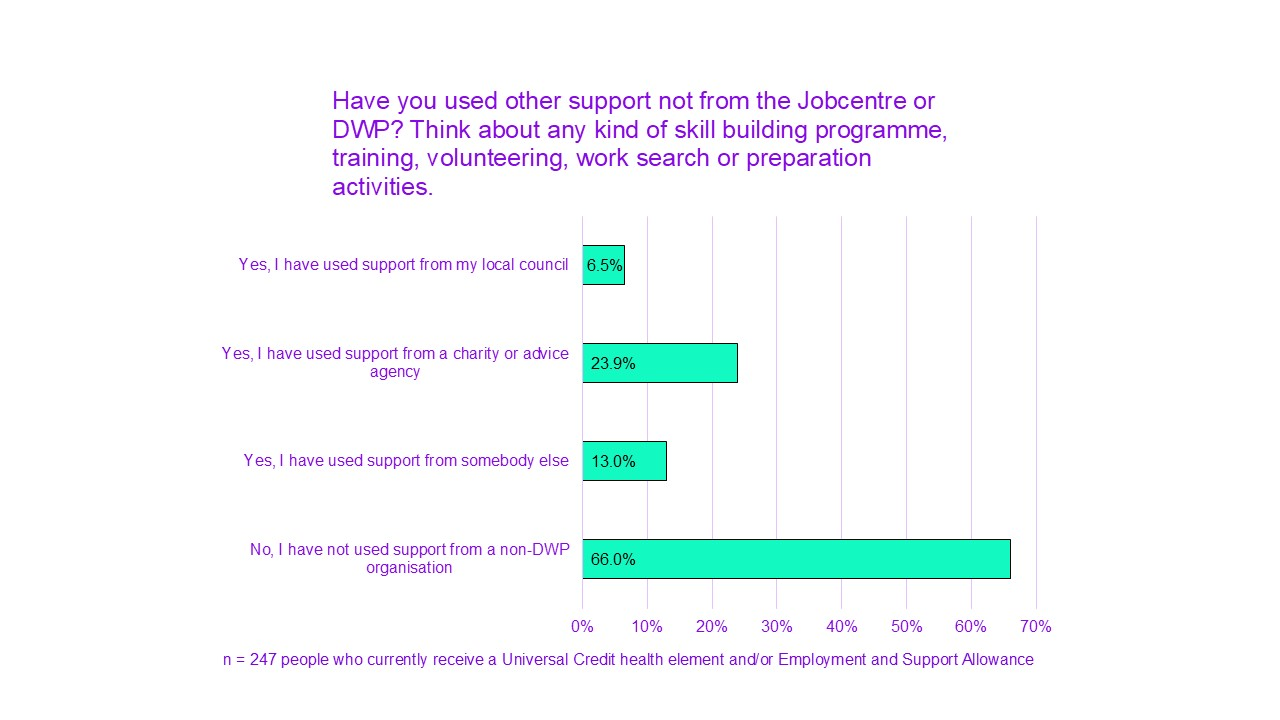 Have you used other support not from the Jobcentre or
DWP? Think about any kind of skill building programme,
training, volunteering, work search or preparation
activities.
Yes, I have used support from my local council
6.5%
Yes, I have used support from a charity or advice
agency
23.9%
Yes, I have used support from somebody else
13.0%
No, I have not used support from a non-DWP
organisation
66.0%
0% 10% 20% 30% 40% 50% 60% 70%
n = 247 people who currently receive a Universal Credit health element and/or Employment and Support Allowance